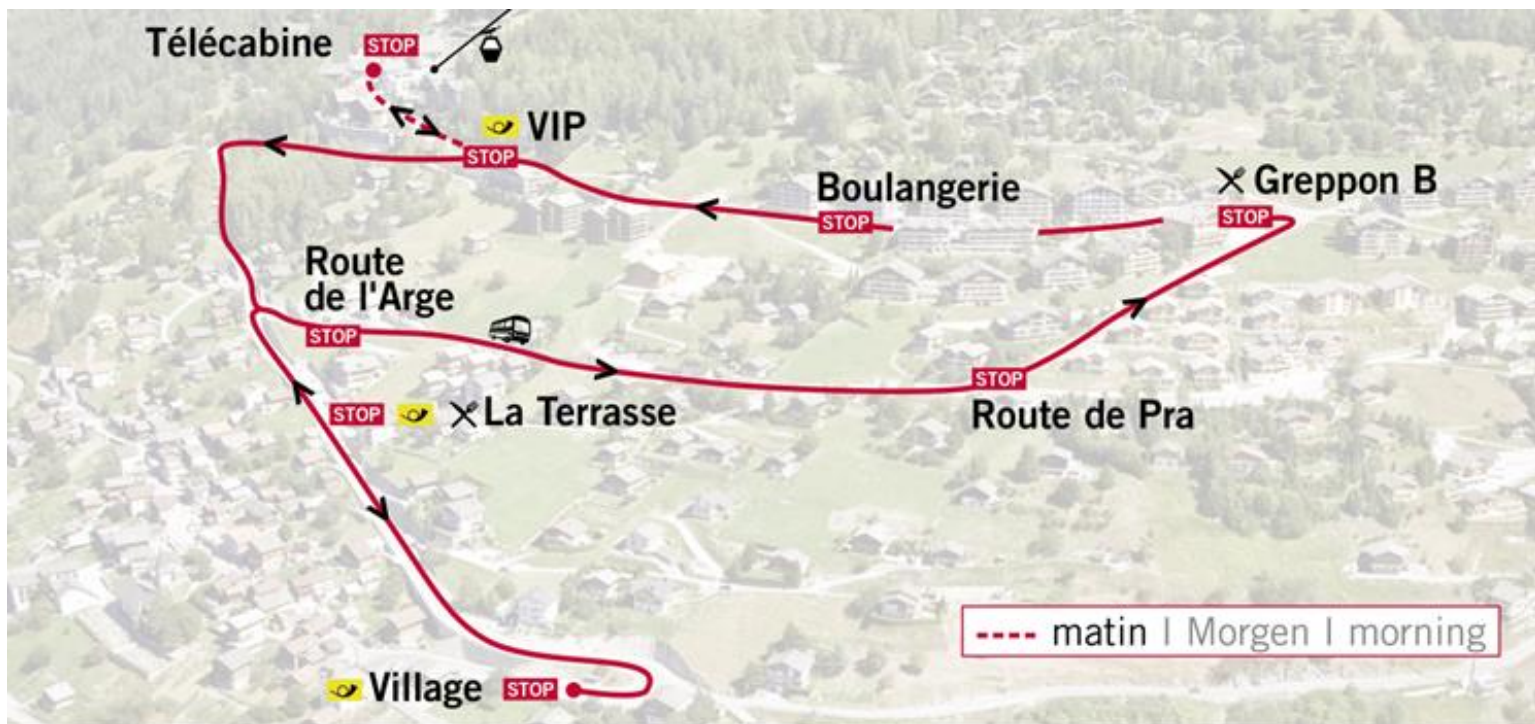 Télécabine STOP
VIP
STOP
Boulangerie
STOP
Greppon B
STOP
Route
de l'Arge
STOP
STOP La Terrasse
STOP
Route de Pra
matin | Morgen | morning
Village STOP